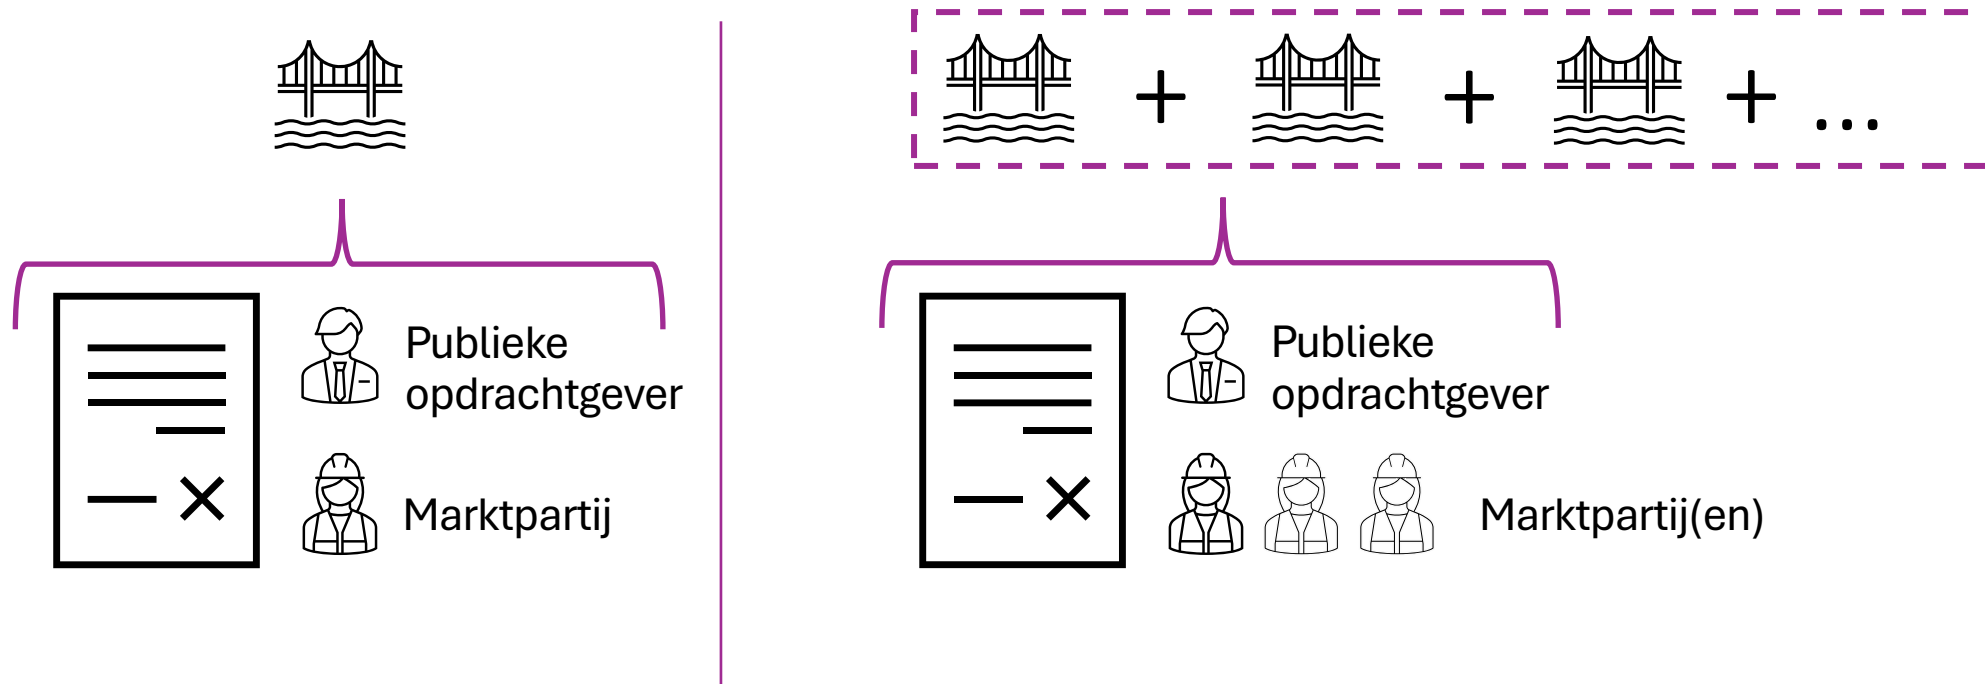 + + + ...
Publieke
opdrachtgever
Marktpartij
Publieke
opdrachtgever
Marktpartij(en)